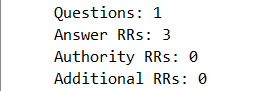 Questions: 1
Answer RRs: 3
Authority RRs: 0
Additional RRs: 0